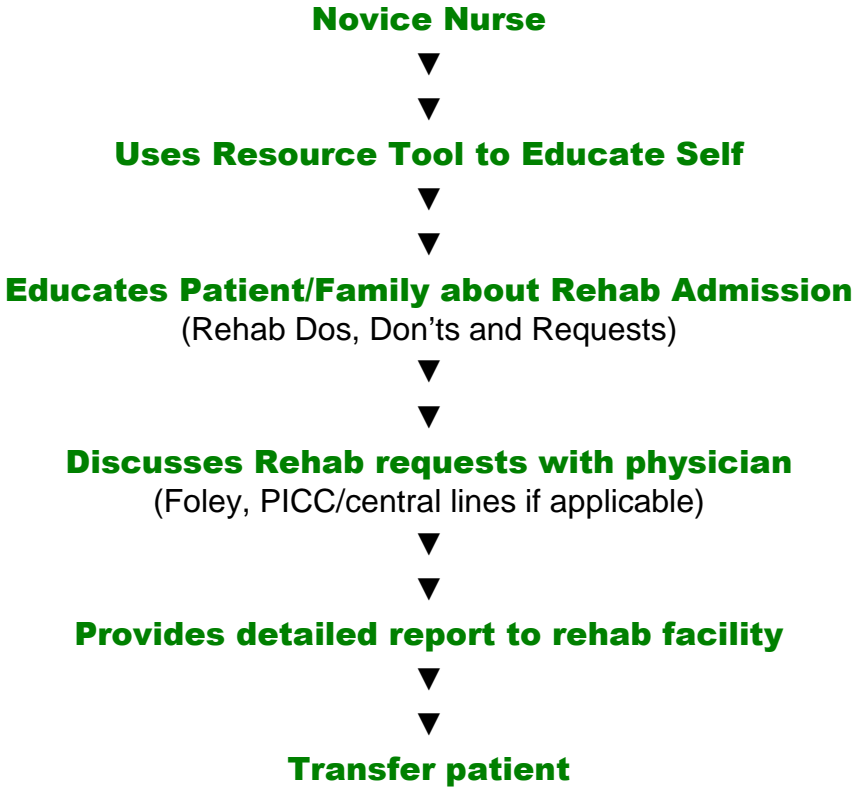 Novice Nurse
▼
▼
Uses Resource Tool to Educate Self
▼
▼
Educates Patient/Family about Rehab Admission
(Rehab Dos, Don’ts and Requests)
▼
▼
Discusses Rehab requests with physician
(Foley, PICC/central lines if applicable)
▼
▼
Provides detailed report to rehab facility
▼
▼
Transfer patient